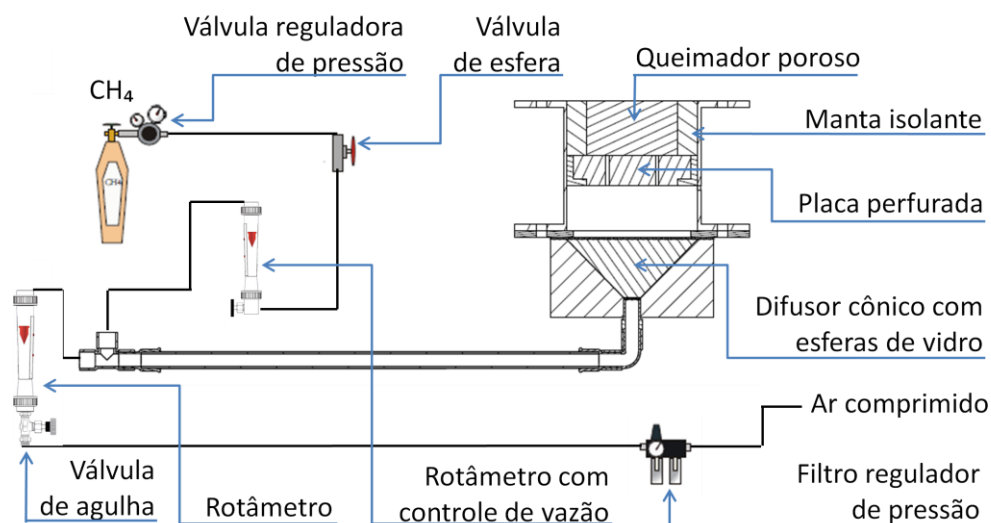 Válvula reguladora
de pressão
Válvula
de esfera
Queimador poroso
CH₄
Manta isolante
CH4
Placa perfurada
Difusor cônico com
esferas de vidro
Ar comprimido
Válvula
de agulha
Rotâmetro
Rotâmetro com
controle de vazão
Filtro regulador
de pressão